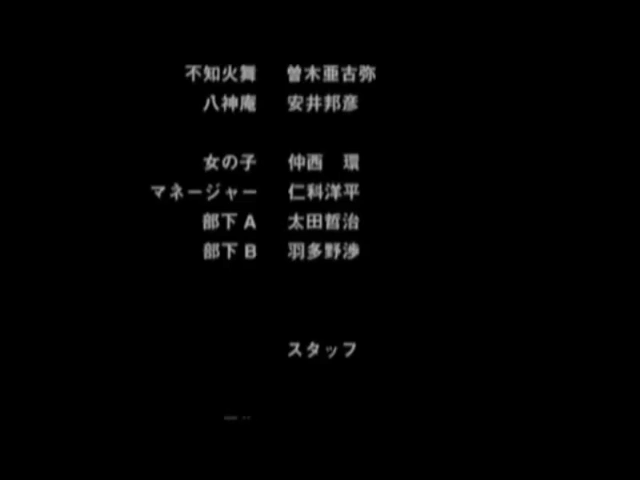 不知火舞 曽木亜古弥
八神庵 安井邦彦
女の子 仲西 環
マネージャー 仁科洋平
部下A 太田哲治
部下B 羽多野渉
スタッフ